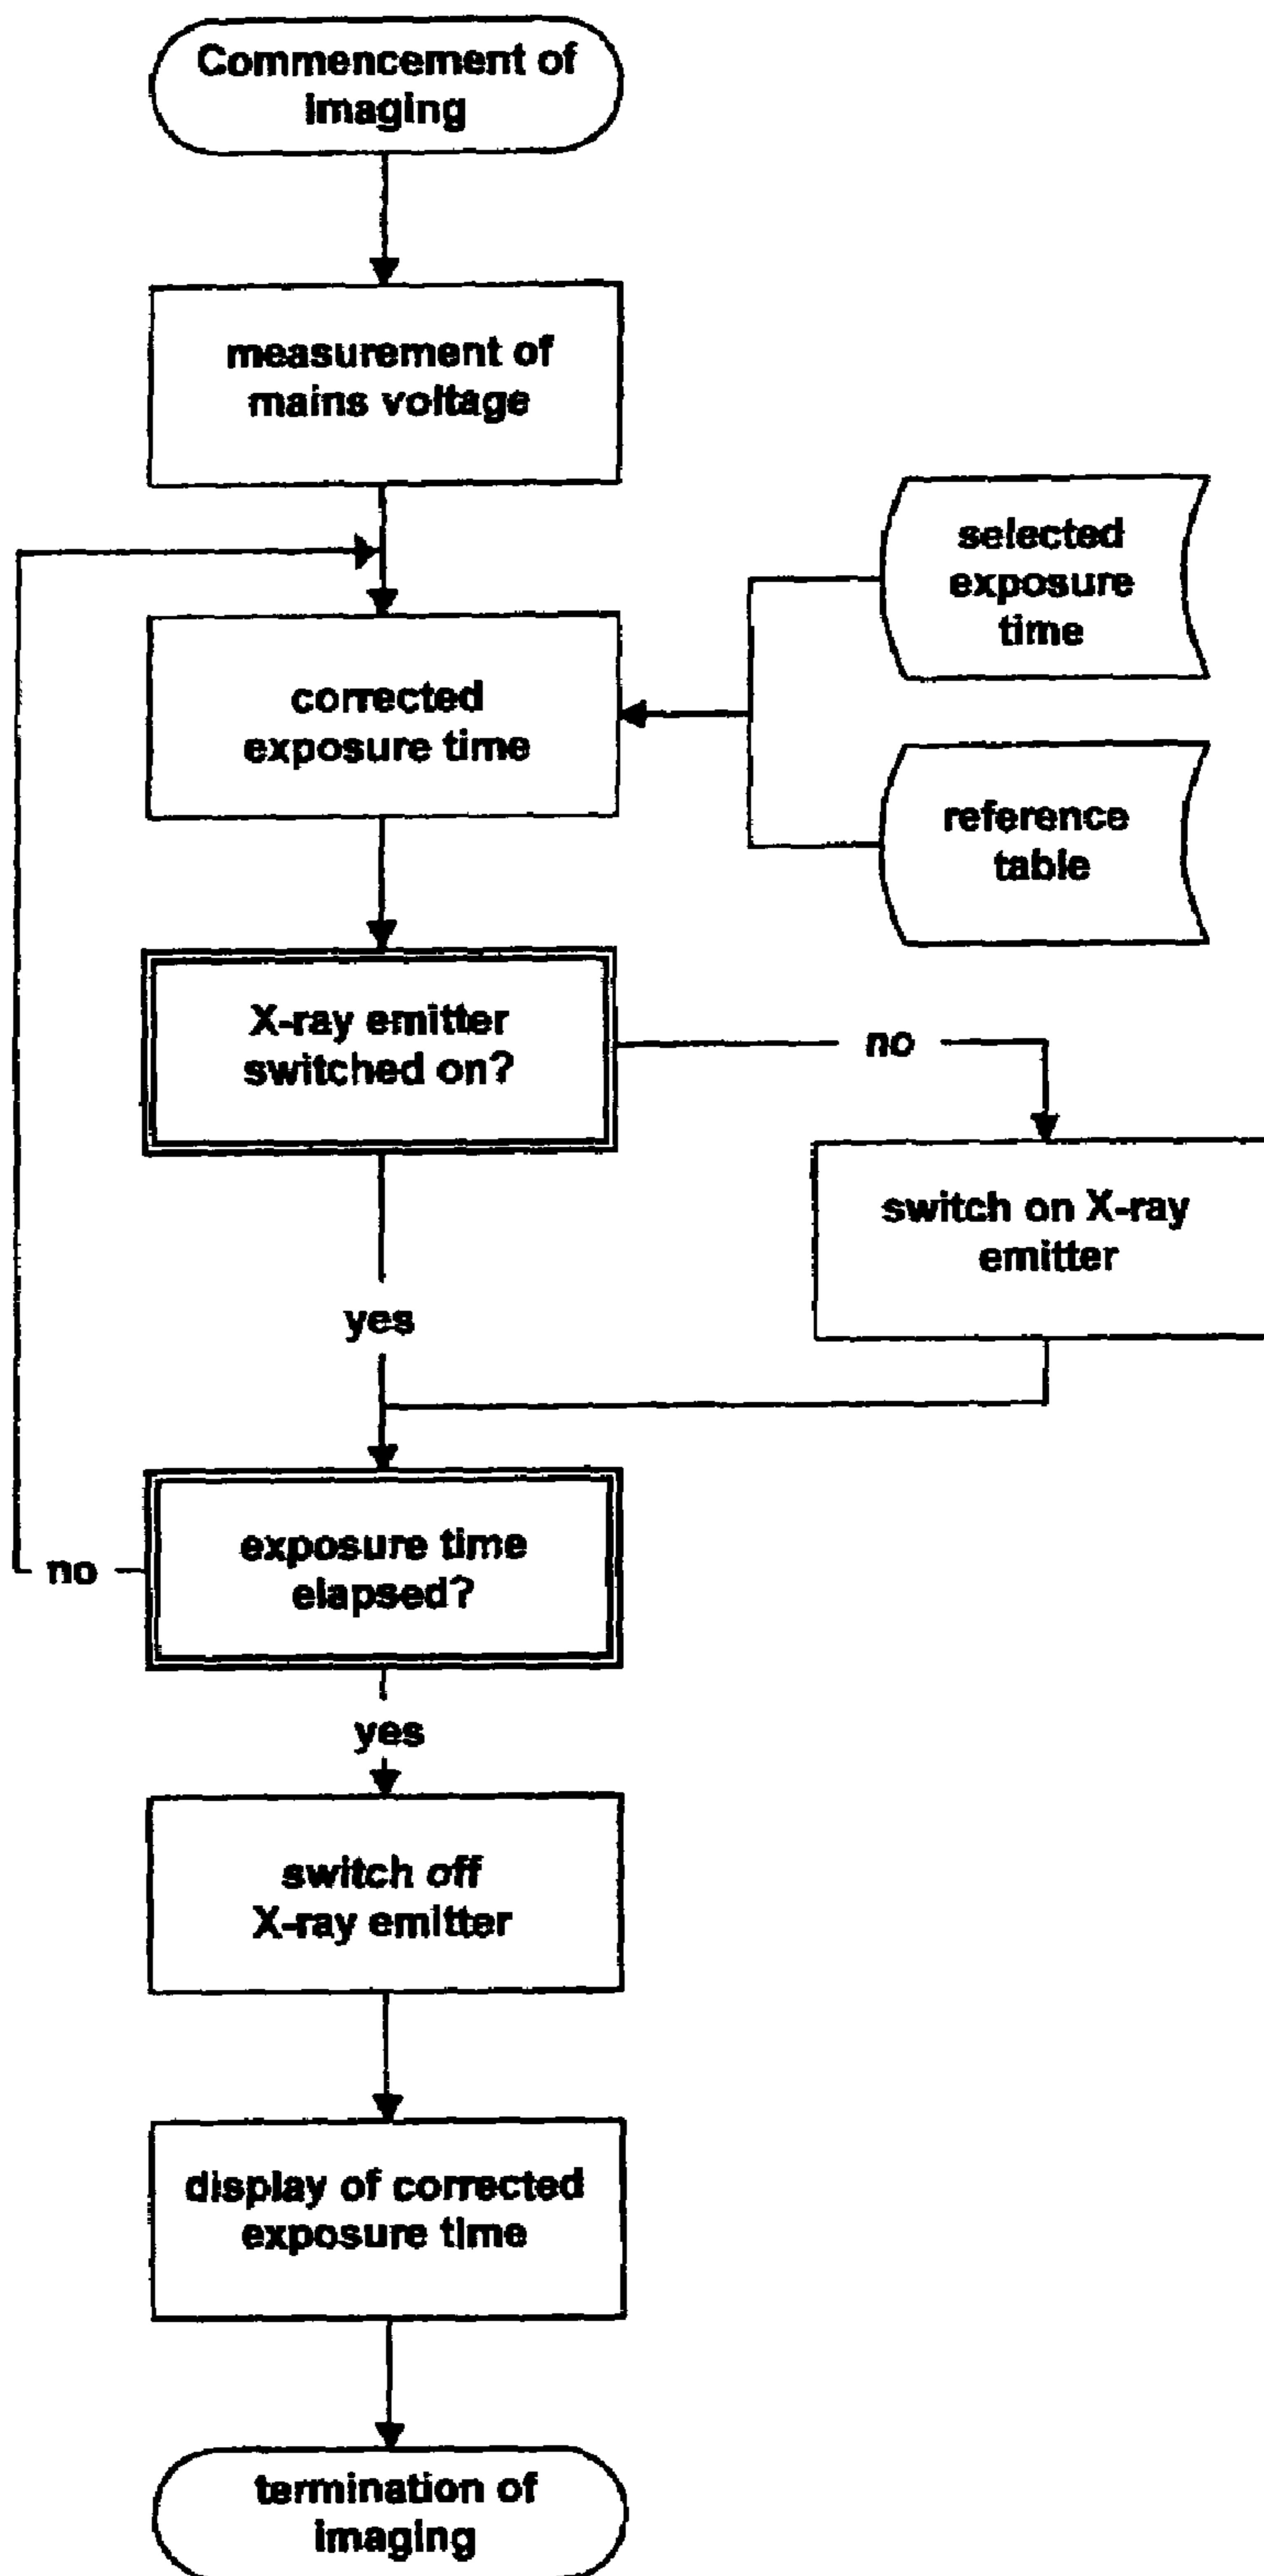 Commencement of
imaging
measurement of
mains voltage
selected
exposure
time
corrected
exposure time
reference
table
X-ray emitter
switched on?
no
switch on X-ray
emitter
yes
exposure time
elapsed?
no
yes
switch off
X-ray emitter
display of corrected
exposure time
termination of
imaging